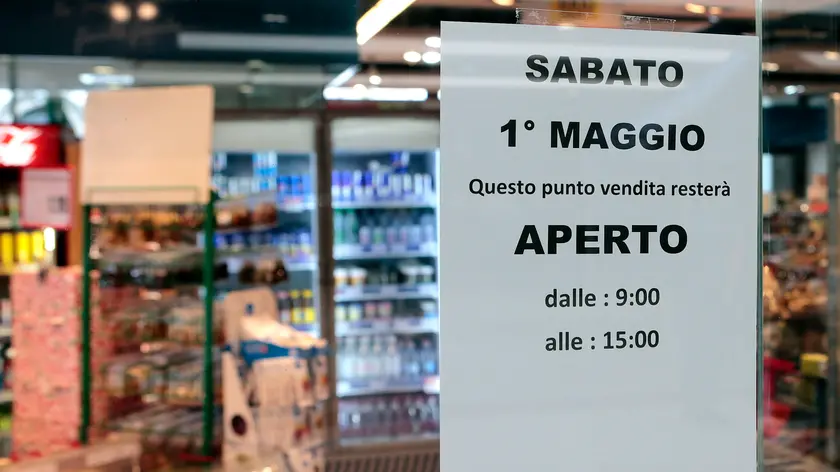 SABATO
1° MAGGIO
Questo punto vendita resterà
APERTO
dalle : 9:00
alle : 15:00